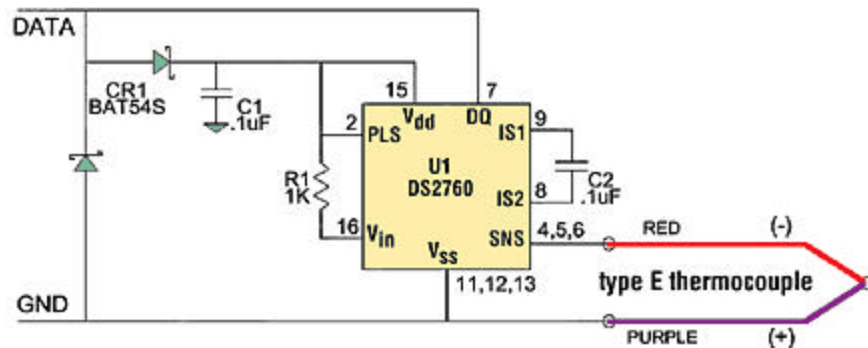 DATA
CR1
BAT54S
C1
.1uF
15
7
Vdd
DQ
2
PLS
IS1
9
U1
DS2760
R1
1K
C2
.1uF
IS2
8
16
Vin
SNS
4,5,6
Vss
11,12,13
RED
(-)
type E thermocouple
GND
PURPLE
(+)